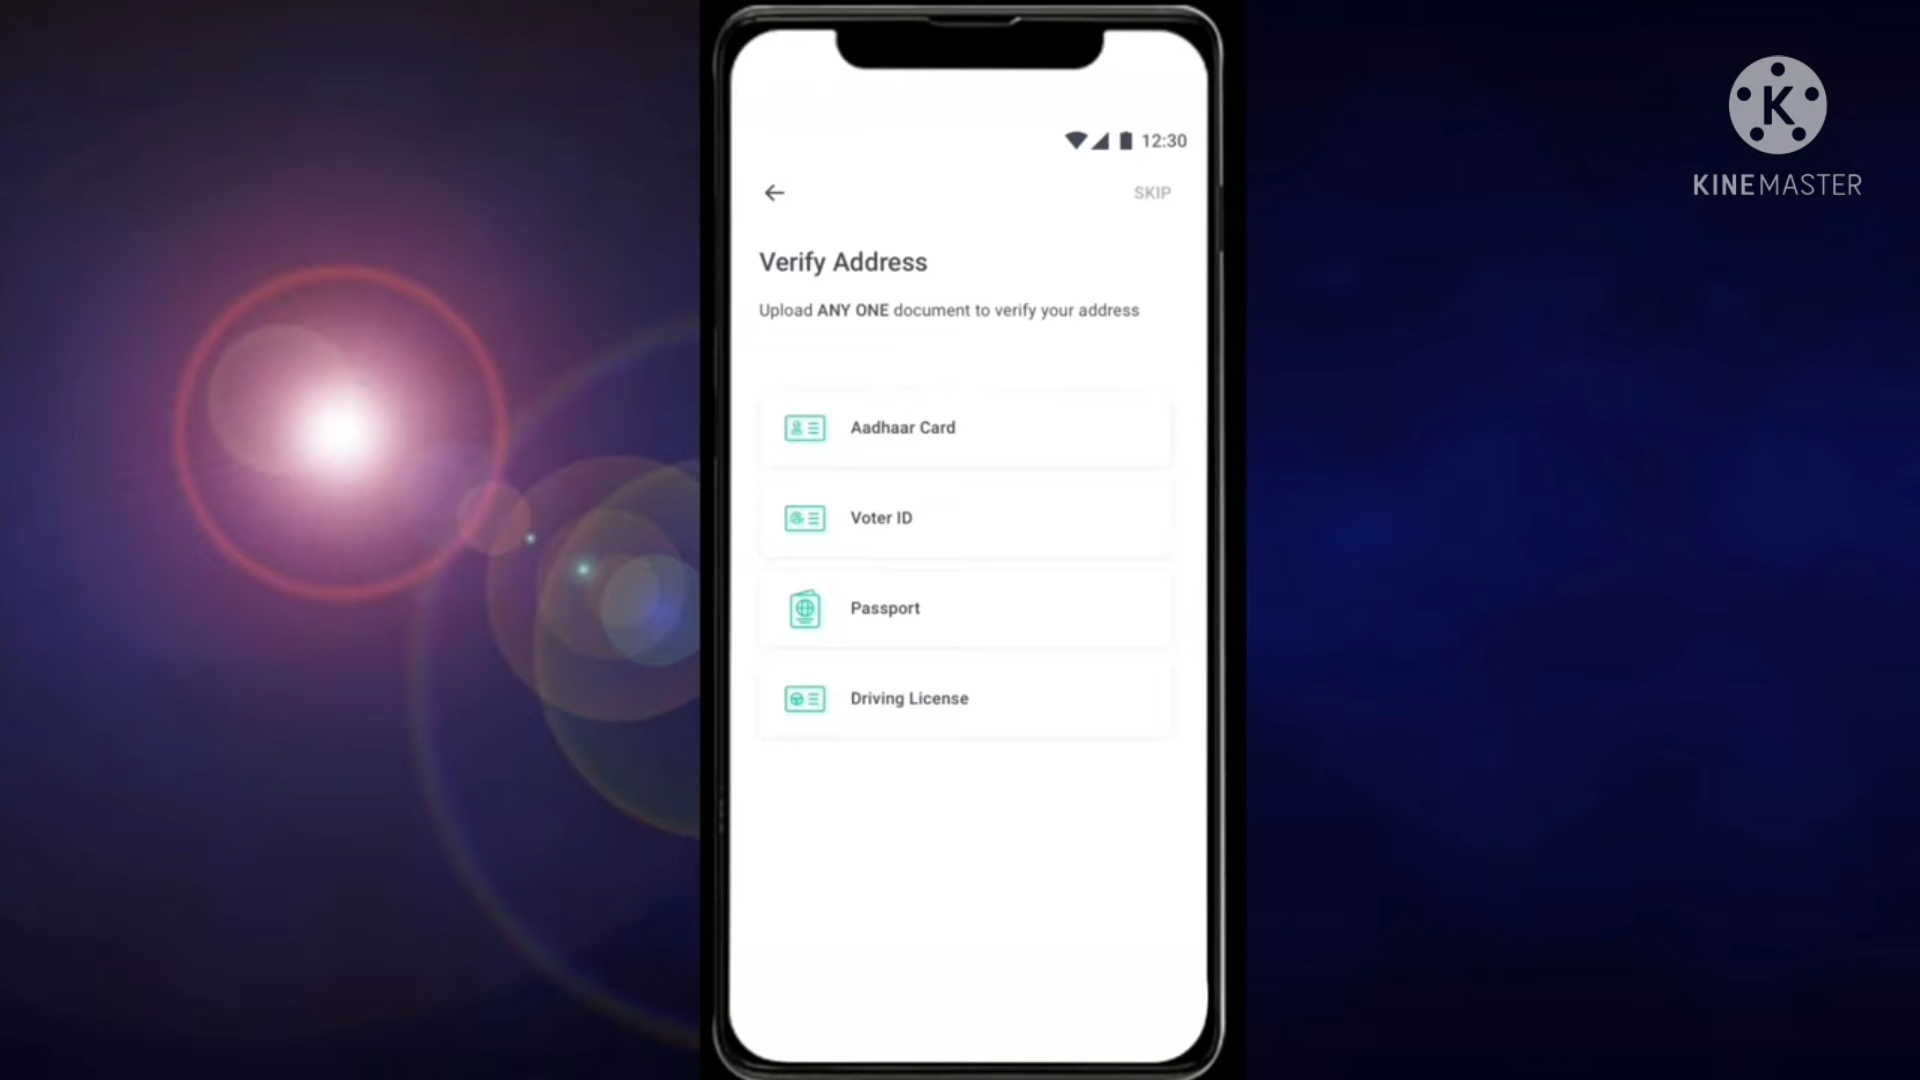 12:30
SKIP
Verify Address
Upload ANY ONE document to verify your address
Aadhaar Card
Voter ID
Passport
Driving License
K
KINEMASTER